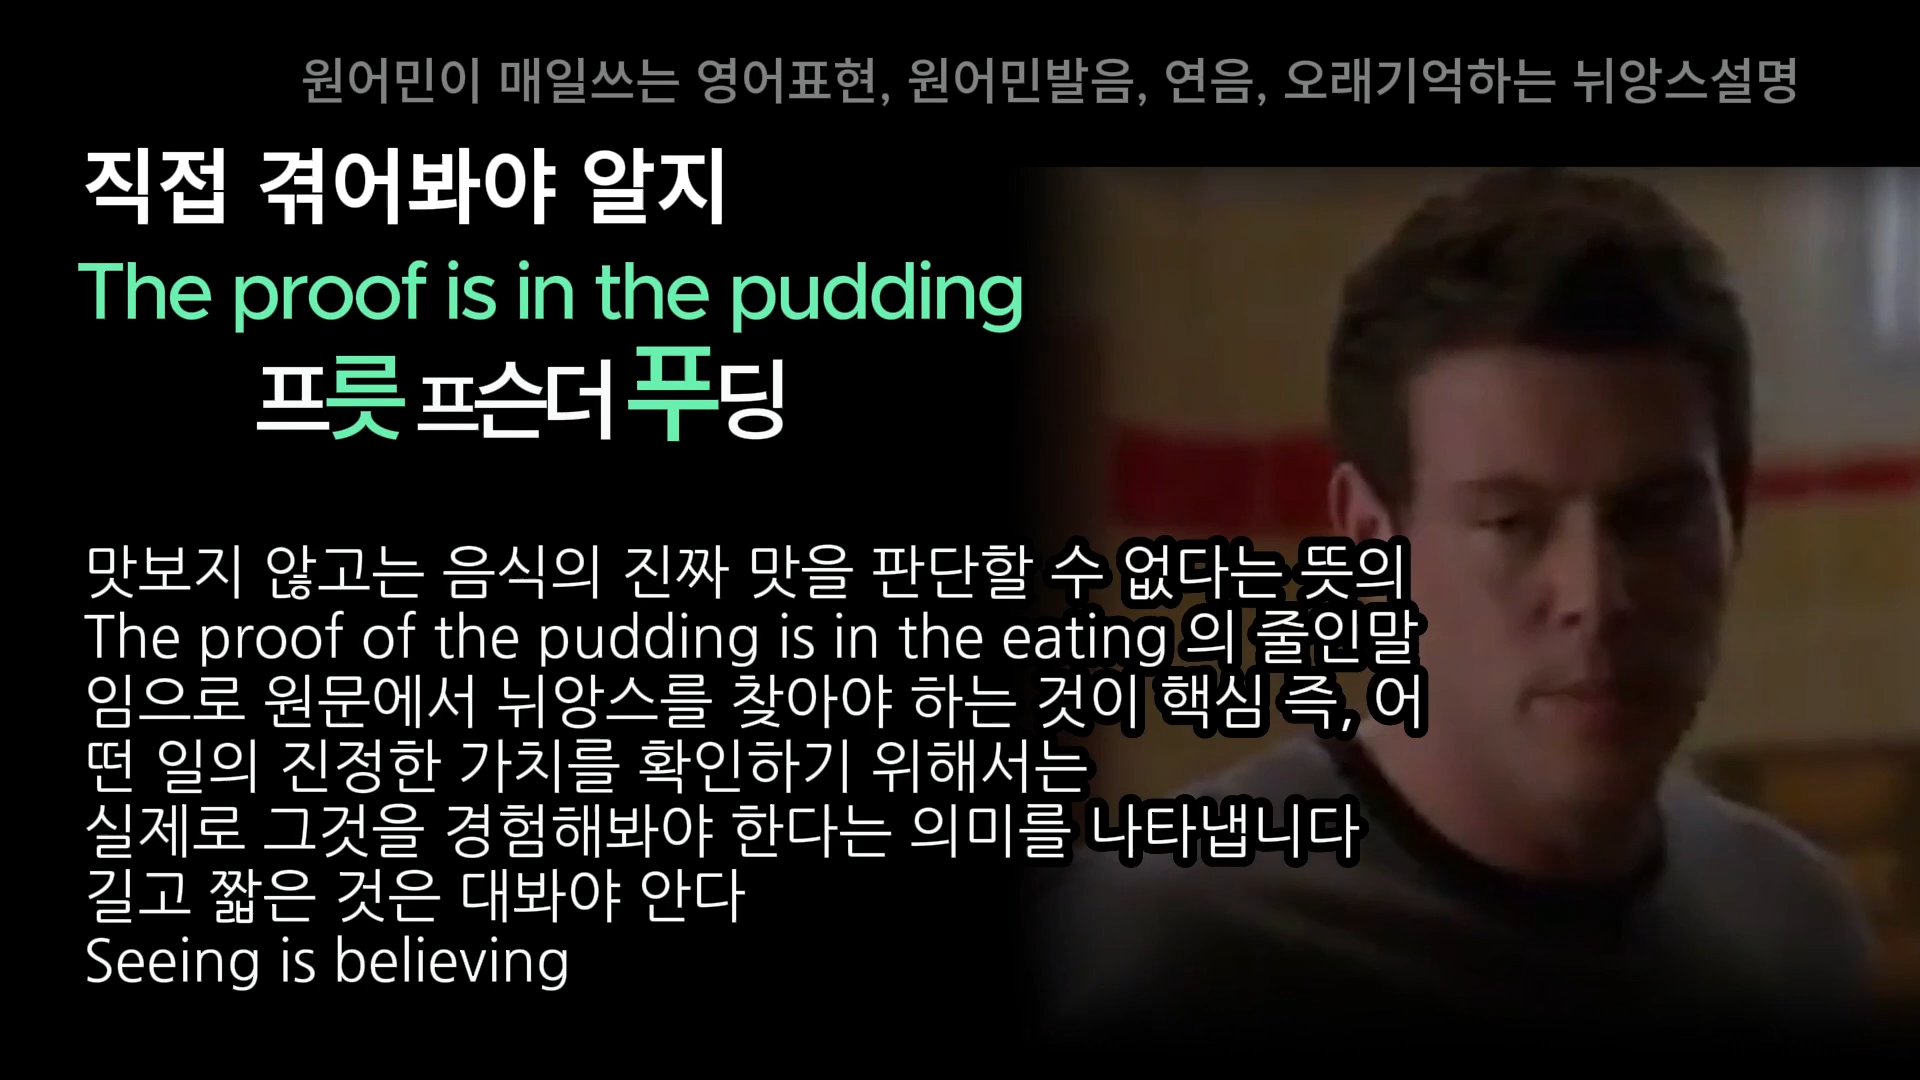 원어민이 매일쓰는 영어표현, 원어민발음, 연음, 오래기억하는 뉘앙스설명
직접 겪어봐야 알지
The proof is in the pudding
프룻 프슨더 푸딩
맛보지 않고는 음식의 진짜 맛을 판단할 수 없다는 뜻의
The proof of the pudding is in the eating 의 줄인말
임으로 원문에서 뉘앙스를 찾아야 하는 것이 핵심 즉, 어
떤 일의 진정한 가치를 확인하기 위해서는
실제로 그것을 경험해봐야 한다는 의미를 나타냅니다
길고 짧은 것은 대봐야 안다
Seeing is believing